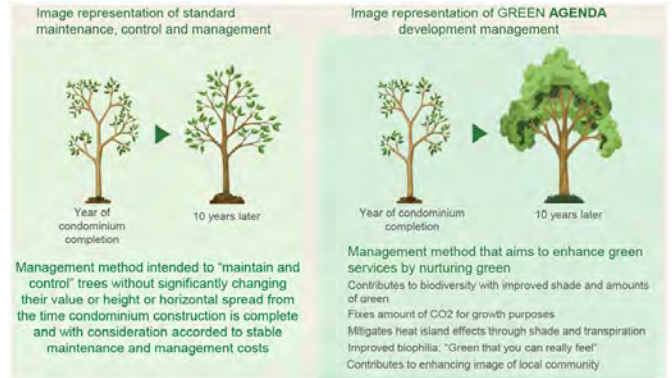 Image representation of standard
maintenance, control and management
Year of
condominium
completion
10 years later
Management method intended to "maintain and
control" trees without significantly changing
their value or height or horizontal spread from
the time condominium construction is complete
and with consideration accorded to stable
maintenance and management costs
Image representation of GREEN AGENDA
development management
Year of condominium
completion
10 years later
Management method that aims to enhance green
services by nurturing green
Contributes to biodiversity with improved shade and amounts
of green
Fixes amount of CO2 for growth purposes
Mitigates heat island effects through shade and transpiration
Improved biophilia: "Green that you can really feel"
Contributes to enhancing image of local community